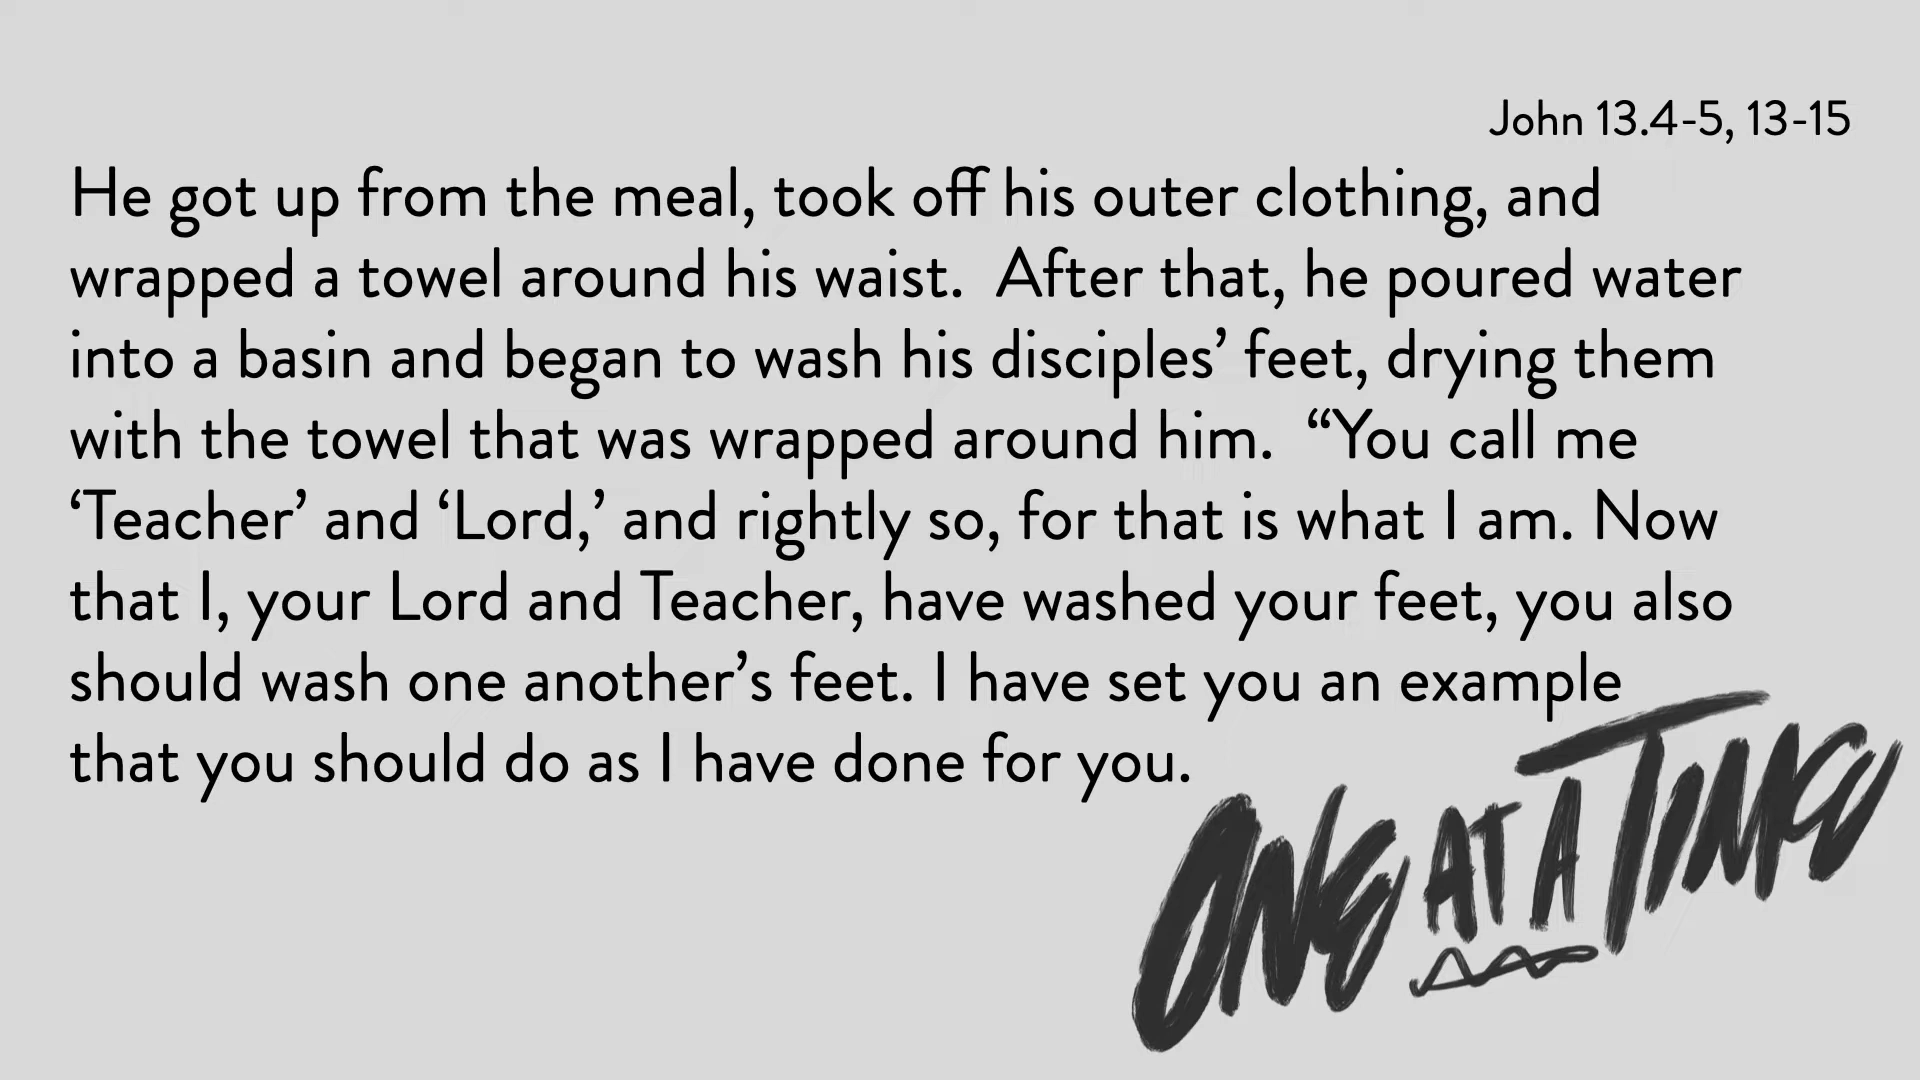 John 13.4-5, 13-15
He got up from the meal, took off his outer clothing, and
wrapped a towel around his waist.  After that, he poured water
into a basin and began to wash his disciples’ feet, drying them
with the towel that was wrapped around him.  “You call me
‘Teacher’ and ‘Lord,’ and rightly so, for that is what I am. Now
that I, your Lord and Teacher, have washed your feet, you also
should wash one another’s feet. I have set you an example
that you should do as I have done for you.
ONE AT A TIME